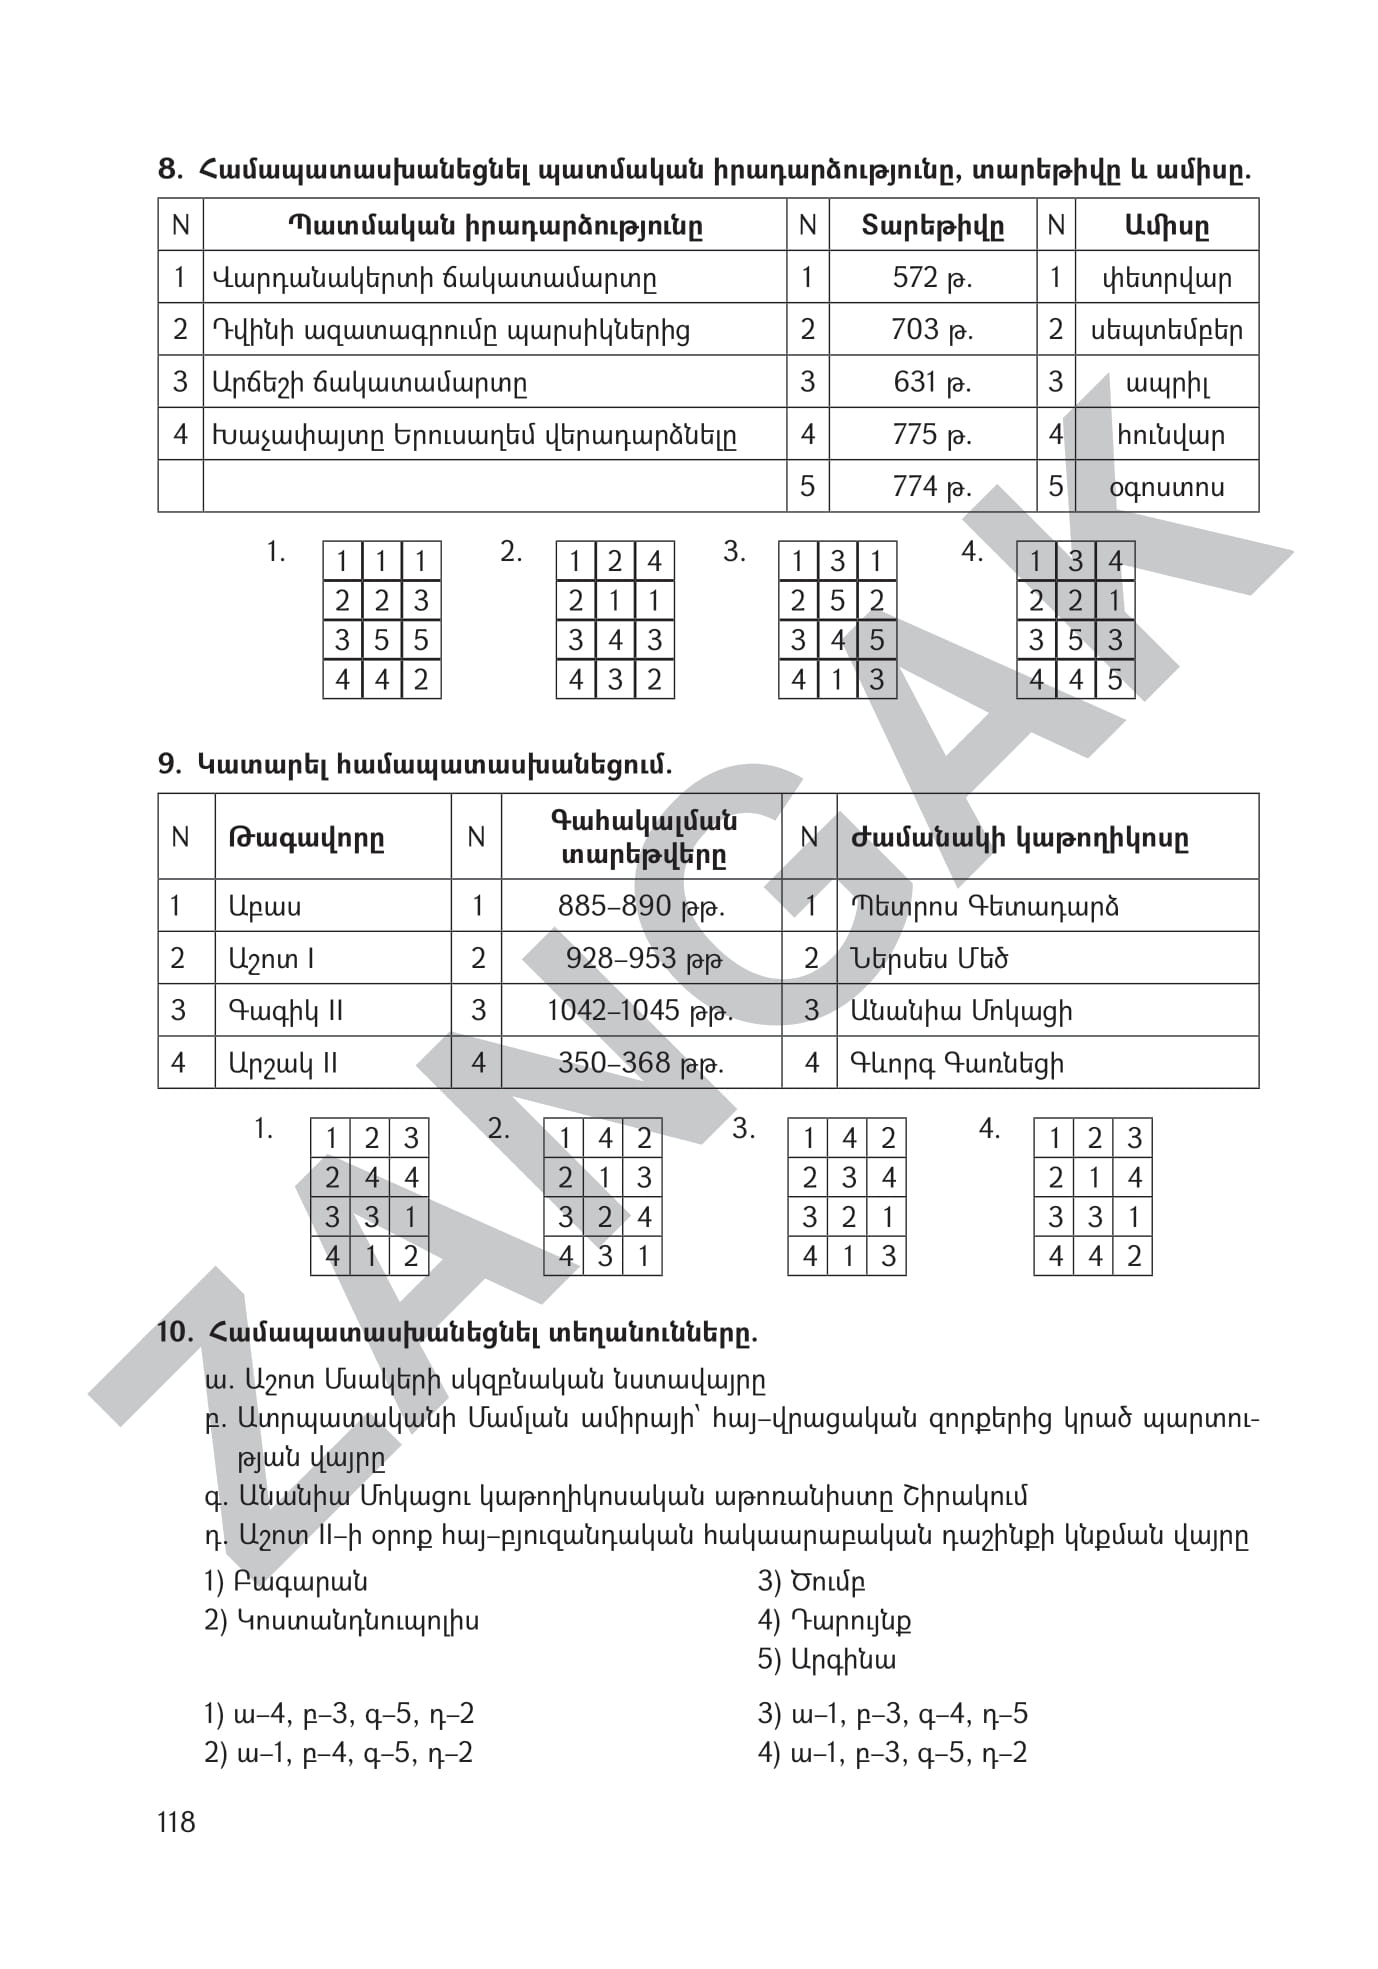 8. Համապատասխանեցնել պատմական իրադարձությունը, տարեթիվը և ամիսը.
N Պատմական իրադարձությունը N Տարեթիվը N Ամիսը
1 Վարդանակերտի ճակատամարտը 1 572 թ. 1 փետրվար
2 Դվինի ազատագրումը պարսիկներից 2 703 թ. 2 սեպտեմբեր
3 Արճեշի ճակատամարտը 3 631 թ. 3 ապրիլ
4 Խաչափայտը Երուսաղեմ վերադարձնելը 4 775 թ. 4 հունվար
5 774 թ. 5 օգոստոս
1. 1 1 1 2. 1 2 4 3. 1 3 1 4. 1 3 4
2 2 3 2 1 1 2 5 2 2 2 1
3 5 5 3 4 3 3 4 5 3 5 3
4 4 2 4 3 2 4 1 3 4 4 5
9. Կատարել համապատասխանեցում.
N Թագավորը N Գահակալման տարեթվերը N Ժամանակի կաթողիկոսը
1 Աբաս 1 885–890 թթ. 1 Պետրոս Գետադարձ
2 Աշոտ I 2 928–953 թթ 2 Ներսես Մեծ
3 Գագիկ II 3 1042–1045 թթ. 3 Անանիա Մոկացի
4 Արշակ II 4 350–368 թթ. 4 Գևորգ Գառնեցի
1. 1 2 3 2. 1 4 2 3. 1 4 2 4. 1 2 3
2 4 4 2 1 3 2 3 4 2 1 4
3 3 1 3 2 4 3 2 1 3 3 1
4 1 2 4 3 1 4 1 3 4 4 2
10. Համապատասխանեցնել տեղանունները.
ա. Աշոտ Մսակերի սկզբնական նստավայրը
բ. Ատրպատականի Մամլան ամիրայի՝ հայ–վրացական զորքերից կրած պարտու-
թյան վայրը
գ. Անանիա Մոկացու կաթողիկոսական աթոռանիստը Շիրակում
դ. Աշոտ II–ի օրոք հայ–բյուզանդական հակաարաբական դաշինքի կնքման վայրը
1) Բագարան 3) Ծումբ
2) Կոստանդնուպոլիս 4) Դարույնք
5) Արգինա
1) ա–4, բ–3, գ–5, դ–2 3) ա–1, բ–3, գ–4, դ–5
2) ա–1, բ–4, գ–5, դ–2 4) ա–1, բ–3, գ–5, դ–2
118
ZANGAK